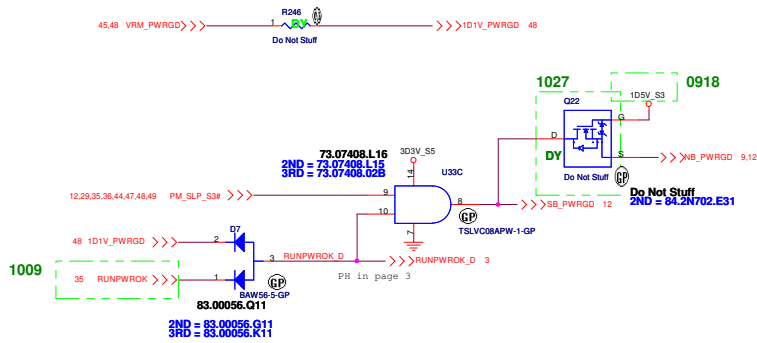 R246
45,48 VRM_PWRGD
1
DY
1D1V_PWRGD 48
Do Not Stuff
1027
0918
1D5V_S3
Q22
G
D
DY
S
NB_PWRGD 9,12
Do Not Stuff
GP
Do Not Stuff
2ND = 84.2N702.E31
73.07408.L16
2ND = 73.07408.L15
3RD = 73.07408.02B
3D3V_S5
14
U33C
12,29,35,36,44,47,48,49 PM_SLP_S3#
9
10
8
SB_PWRGD 12
GP
TSLVC08APW-1-GP
7
48 1D1V_PWRGD
2
D7
3
RUNPWROK_D
RUNPWROK_D 3
PH in page 3
1009
35 RUNPWROK
1
GP
BAW56-5-GP
83.00056.Q11
2ND = 83.00056.G11
3RD = 83.00056.K11